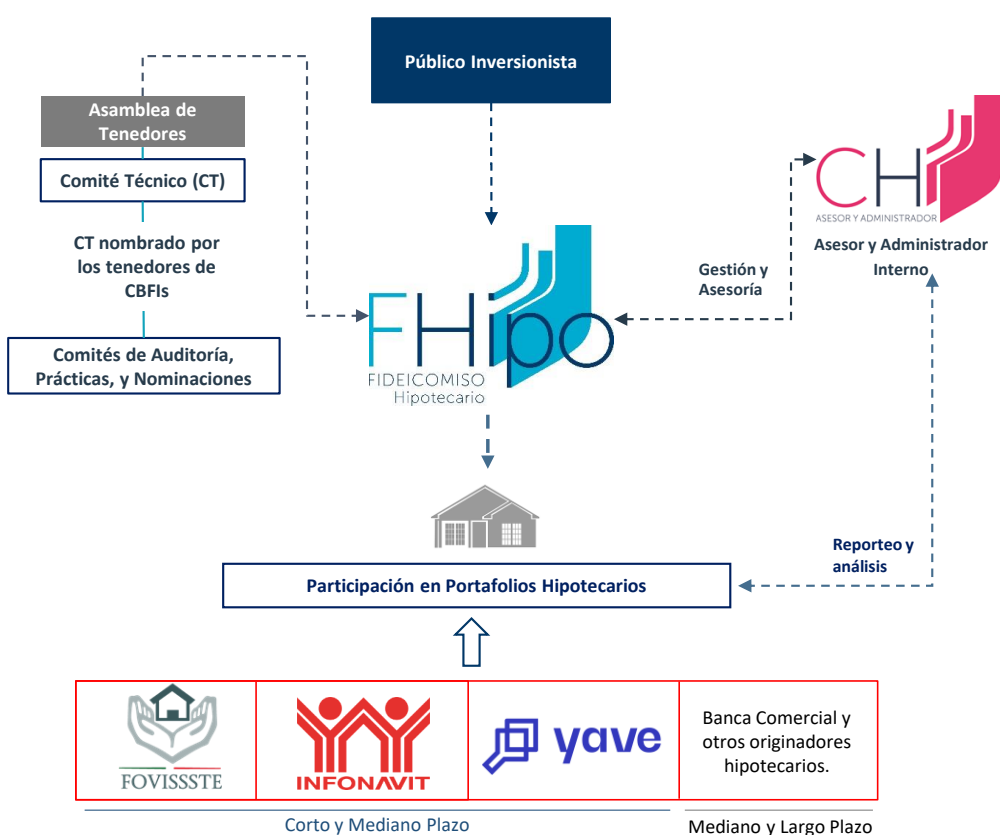 Público Inversionista
Asamblea de
Tenedores
Comité Técnico (CT)
CT nombrado por
los tenedores de
CBFIs
Comités de Auditoría,
Prácticas, y Nominaciones
FHipo
FIDEICOMISO
Hipotecario
Gestión y
Asesoría
CH
ASESOR Y ADMINISTRADOR
Asesor y Administrador
Interno
Reporteo y
análisis
Participación en Portafolios Hipotecarios
FOVISSSTE
INFONAVIT
yave
Banca Comercial y
otros originadores
hipotecarios.
Corto y Mediano Plazo
Mediano y Largo Plazo